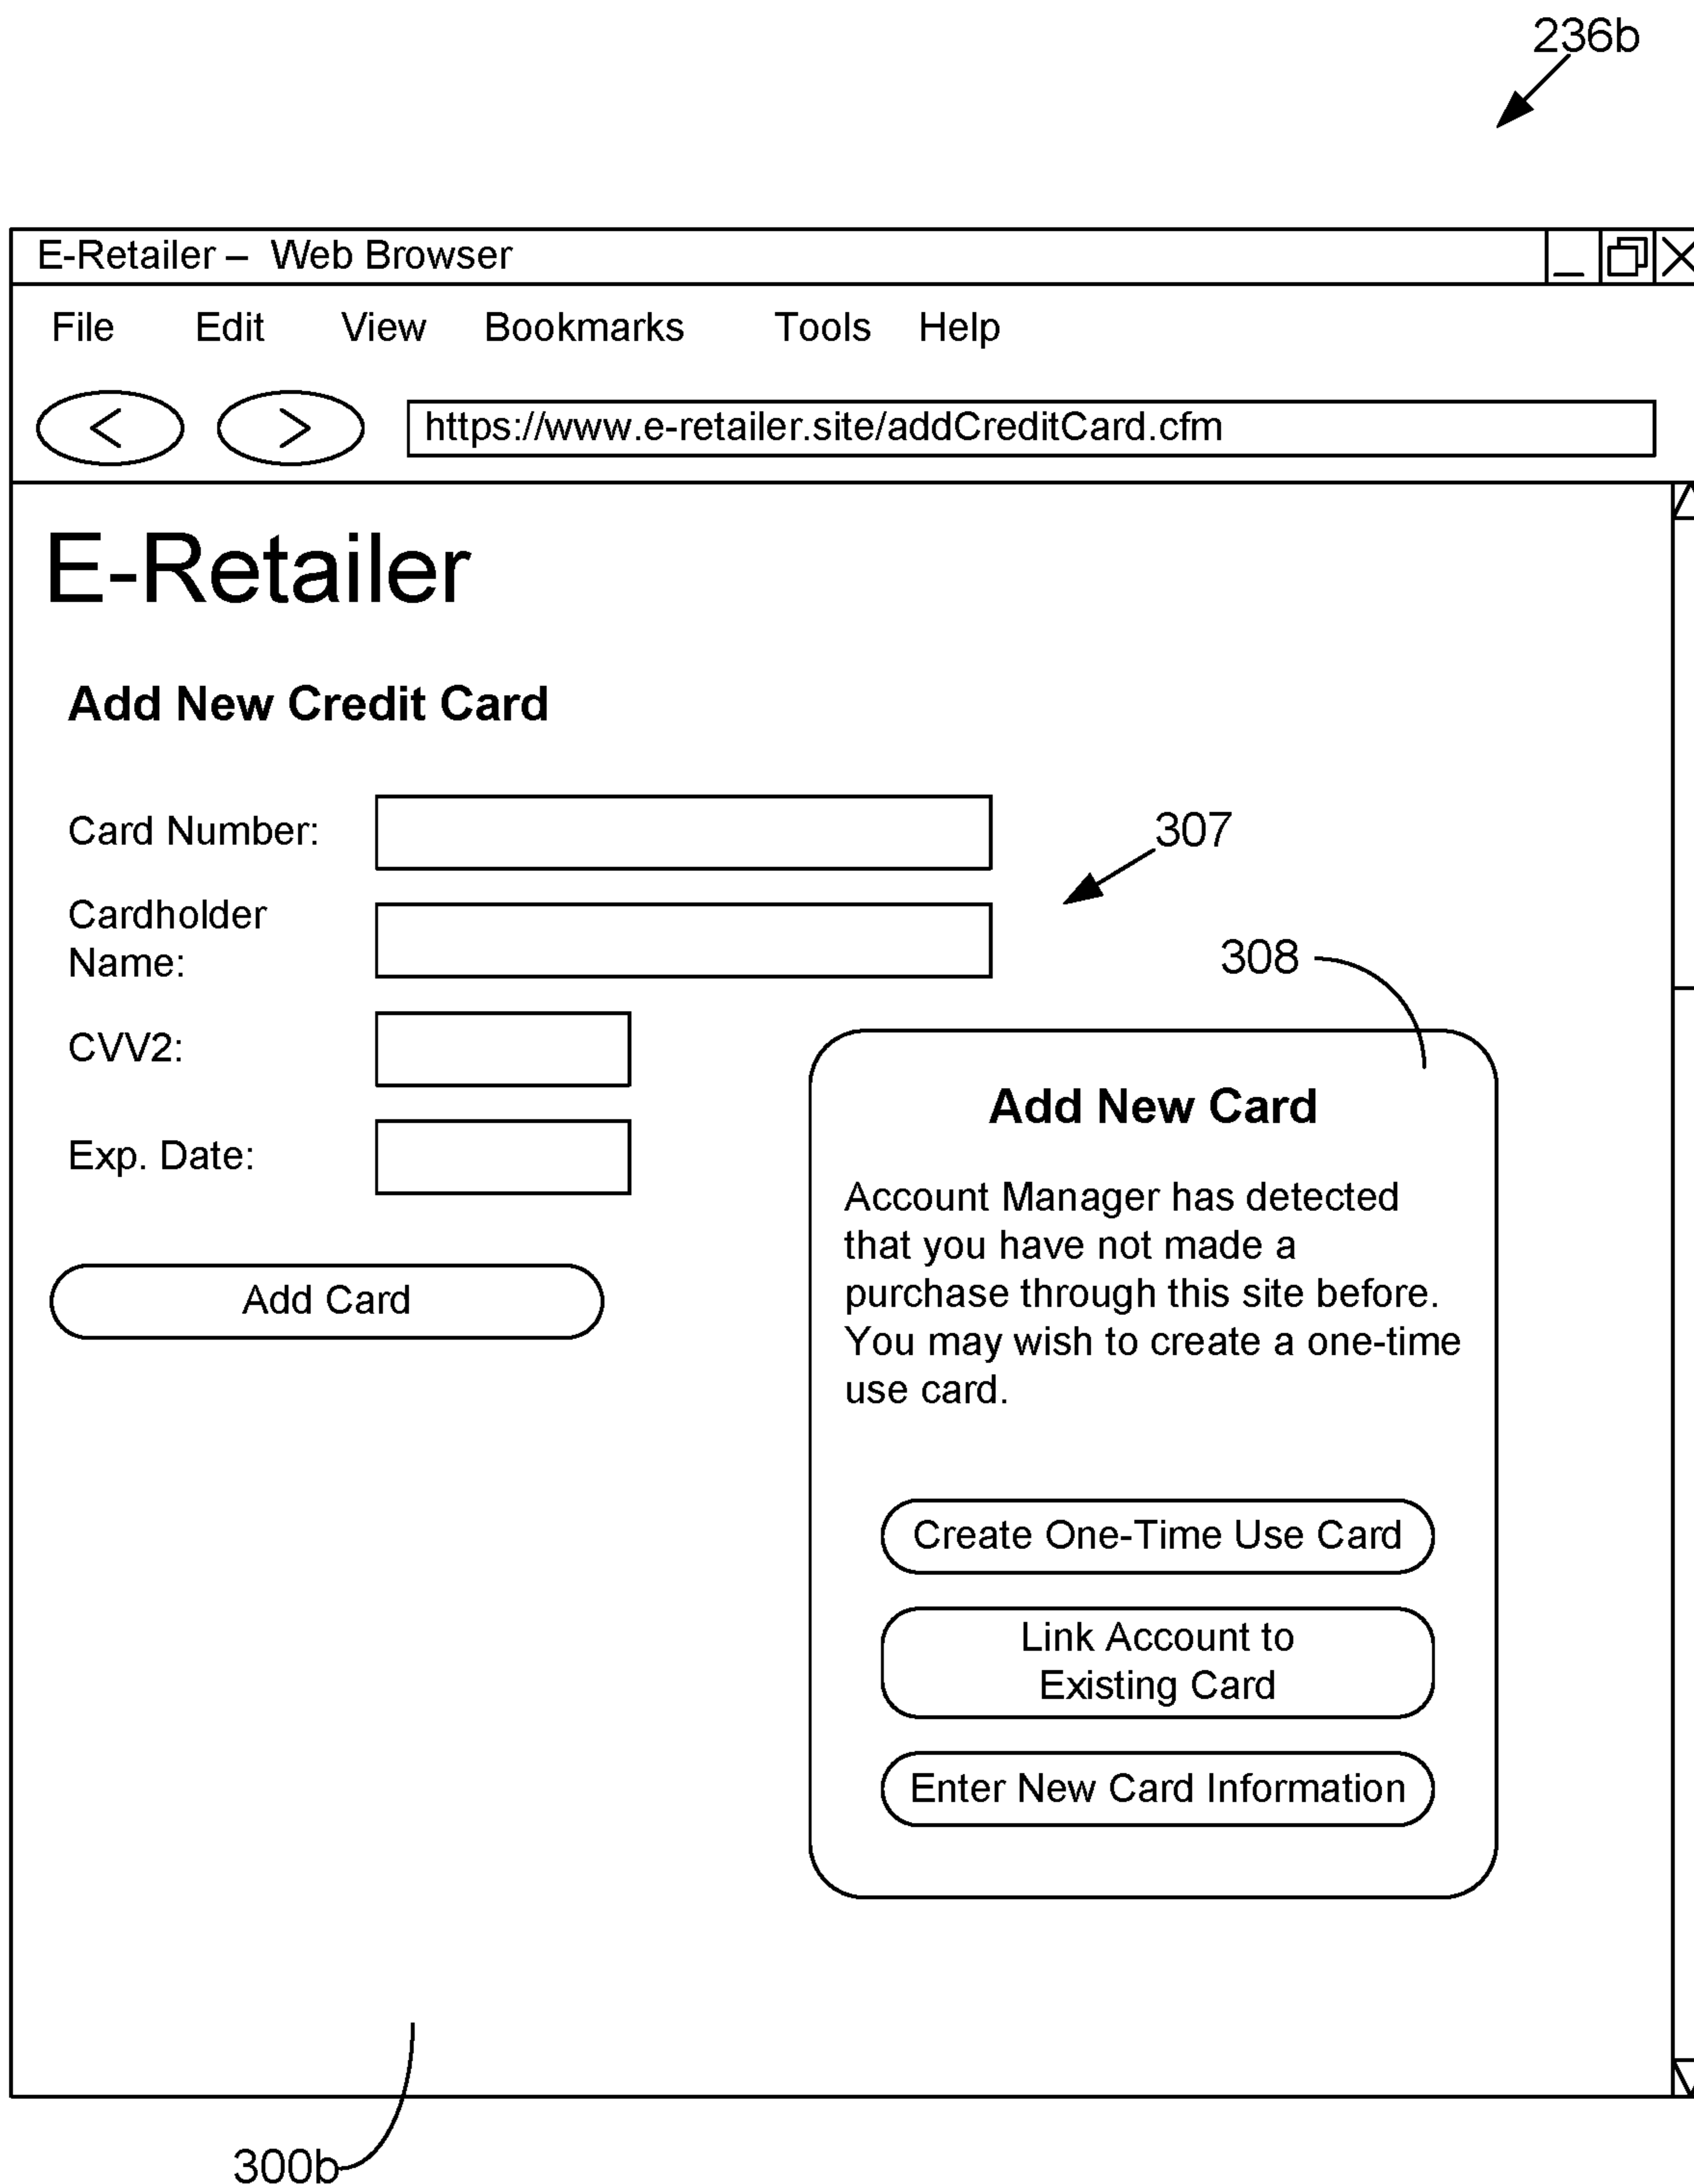 236b
E-Retailer – Web Browser
File Edit View Bookmarks Tools Help
< > https://www.e-retailer.site/addCreditCard.cfm
E-Retailer
Add New Credit Card
Card Number:
307
Cardholder
Name:
308
CVV2:
Exp. Date:
Add Card
Add New Card
Account Manager has detected
that you have not made a
purchase through this site before.
You may wish to create a one-time
use card.
Create One-Time Use Card
Link Account to
Existing Card
Enter New Card Information
300b